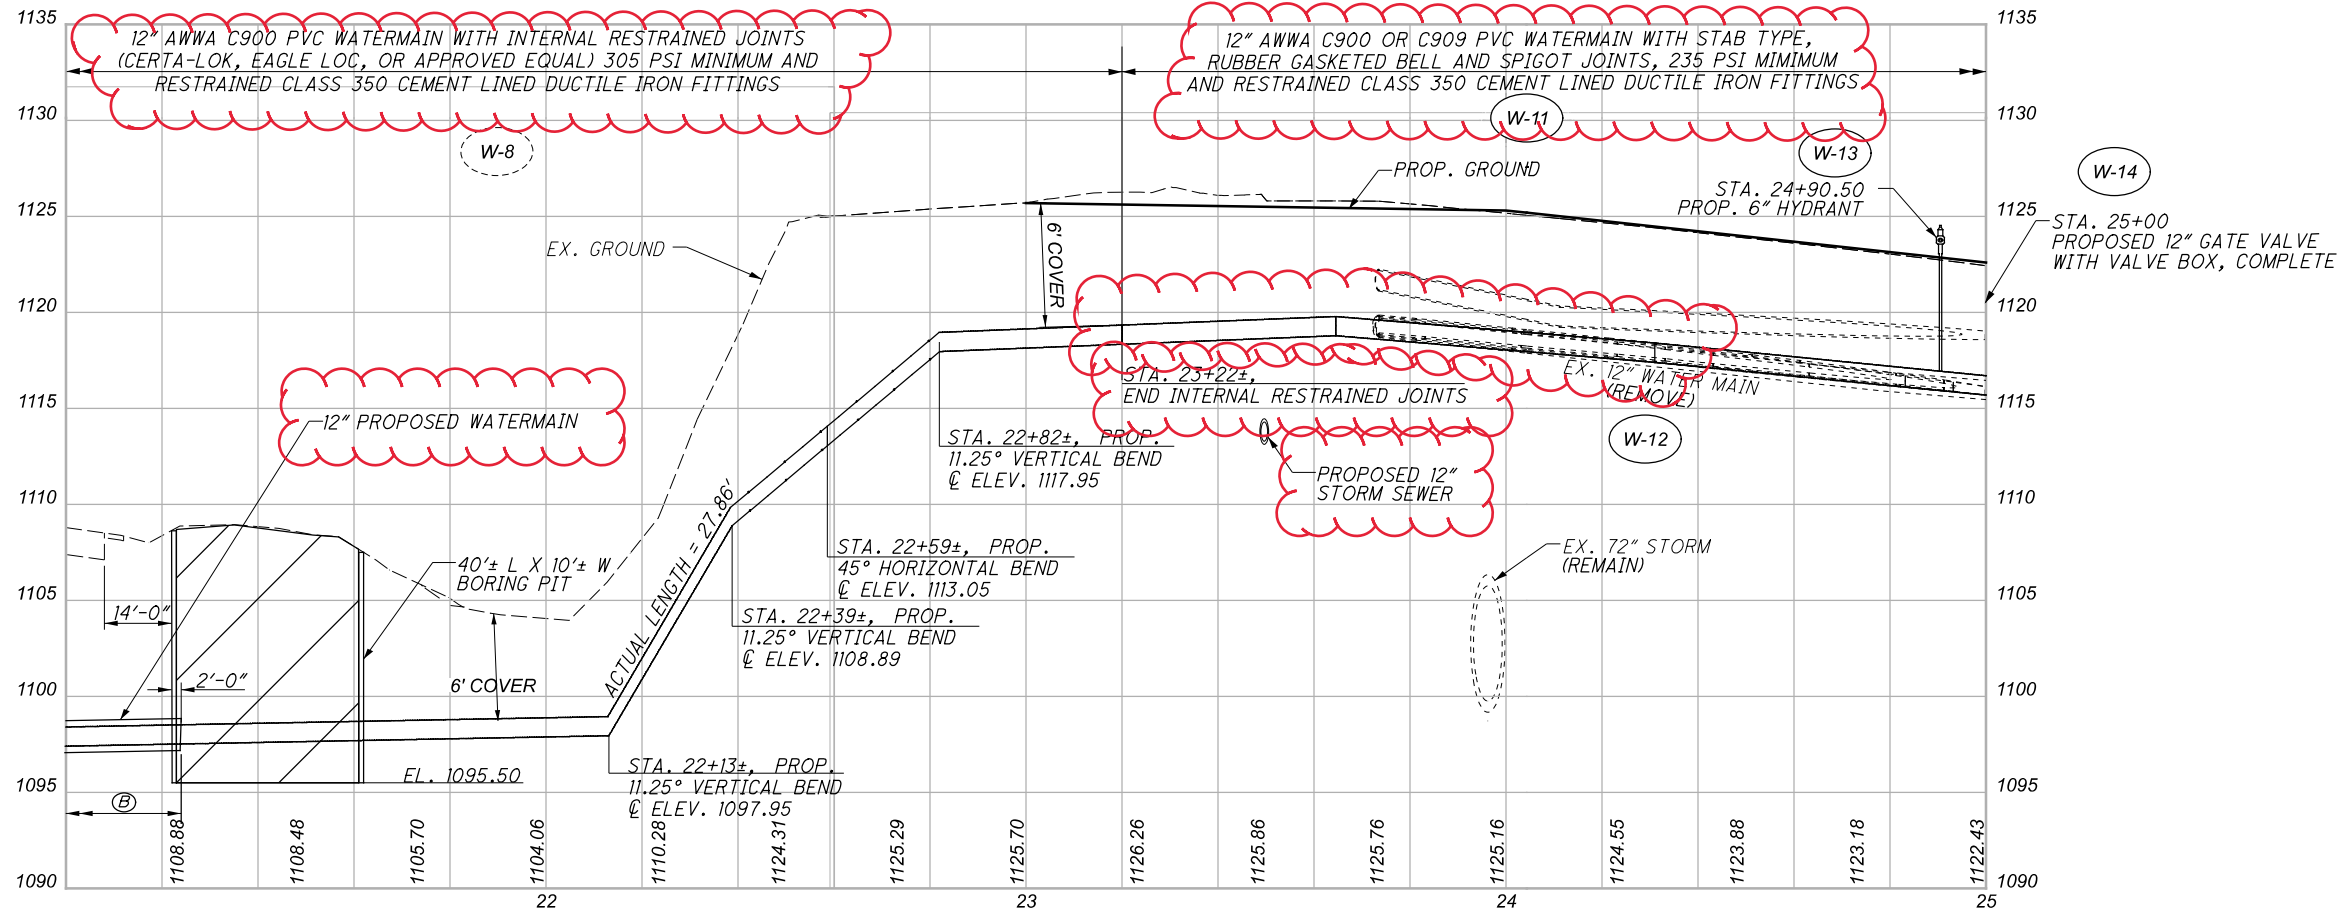 1135
1130
1125
1120
1115
1110
1105
1100
1095
1090
12" AWWA C900 PVC WATERMAIN WITH INTERNAL RESTRAINED JOINTS
(CERTA-LOK, EAGLE LOC, OR APPROVED EQUAL) 305 PSI MINIMUM AND
RESTRAINED CLASS 350 CEMENT LINED DUCTILE IRON FITTINGS
12" AWWA C900 OR C909 PVC WATERMAIN WITH STAB TYPE,
RUBBER GASKETED BELL AND SPIGOT JOINTS, 235 PSI MIMIMUM
AND RESTRAINED CLASS 350 CEMENT LINED DUCTILE IRON FITTINGS
W-8
W-11
W-13
W-14
PROP. GROUND
STA. 24+90.50
PROP. 6" HYDRANT
STA. 25+00
PROPOSED 12" GATE VALVE
WITH VALVE BOX, COMPLETE
EX. GROUND
6' COVER
12" PROPOSED WATERMAIN
STA. 23+22±,
END INTERNAL RESTRAINED JOINTS
EX. 12" WATER MAIN
(REMOVE)
W-12
STA. 22+82±, PROP.
11.25° VERTICAL BEND
℄ ELEV. 1117.95
PROPOSED 12"
STORM SEWER
EX. 72" STORM
(REMAIN)
STA. 22+59±, PROP.
45° HORIZONTAL BEND
℄ ELEV. 1113.05
STA. 22+39±, PROP.
11.25° VERTICAL BEND
℄ ELEV. 1108.89
ACTUAL LENGTH = 27.86'
40'± L X 10'± W
BORING PIT
14'-0"
2'-0"
6' COVER
EL. 1095.50
STA. 22+13±, PROP.
11.25° VERTICAL BEND
℄ ELEV. 1097.95
B
1108.88
1108.48
1105.70
1104.06
1110.28
1124.31
1125.29
1125.70
1126.26
1125.86
1125.76
1125.16
1124.55
1123.88
1123.18
1122.43
22
23
24
25
1135
1130
1125
1120
1115
1110
1105
1100
1095
1090